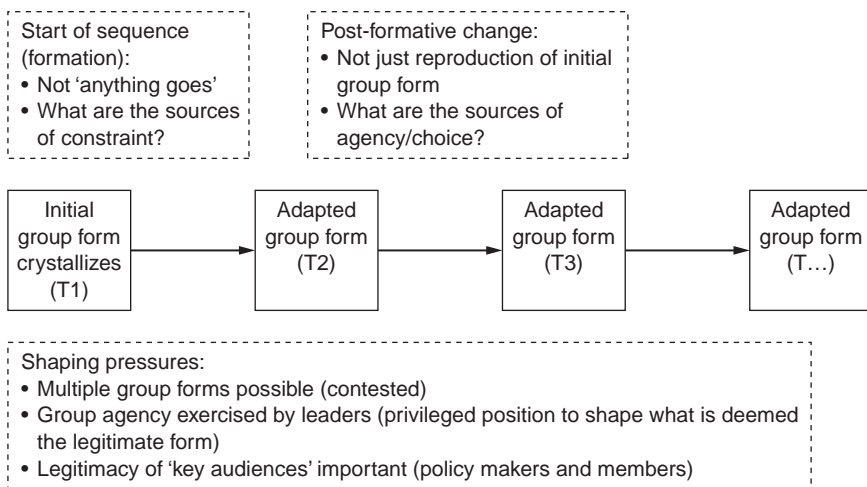 Start of sequence
(formation):
• Not ‘anything goes’
• What are the sources
of constraint?
Post-formative change:
• Not just reproduction of initial
group form
• What are the sources of
agency/choice?
Initial
group form
crystallizes
(T1)
Adapted
group form
(T2)
Adapted
group form
(T3)
Adapted
group form
(T…)
Shaping pressures:
• Multiple group forms possible (contested)
• Group agency exercised by leaders (privileged position to shape what is deemed
the legitimate form)
• Legitimacy of ‘key audiences’ important (policy makers and members)